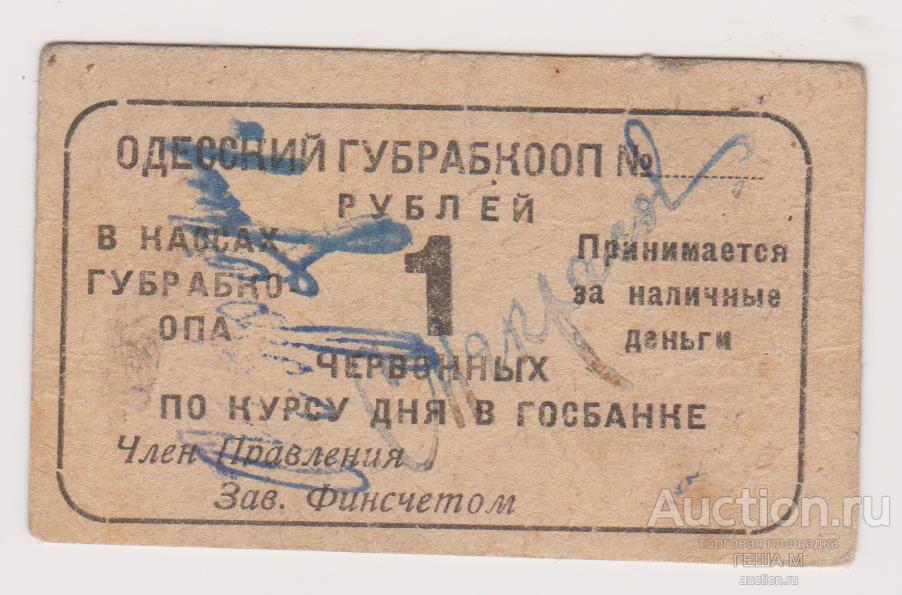 ОДЕССКИЙ ГУБРАБКООП №
РУБЛЕЙ
В КАССАХ
ГУБРАБКО-
ОПА
1
Принимается
за наличные
деньги
ЧЕРВОННЫХ
ПО КУРСУ ДНЯ В ГОСБАНКЕ
Член Правления
Зав. Финсчетом
Auction.ru
торговая площадка
ГЕША М
auction.ru